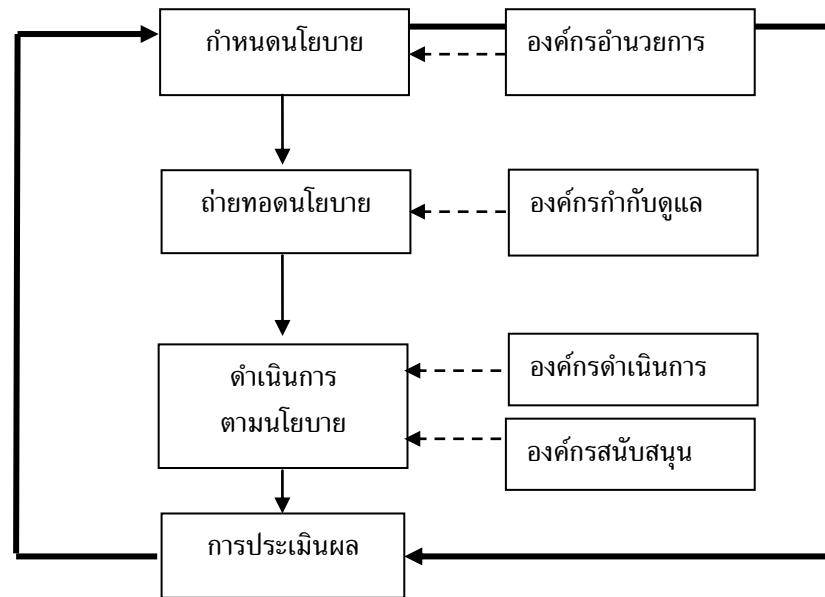 กำหนดนโยบาย
องค์กรอำนวยการ
ถ่ายทอดนโยบาย
องค์กรกำกับดูแล
ดำเนินการ
ตามนโยบาย
องค์กรดำเนินการ
องค์กรสนับสนุน
การประเมินผล